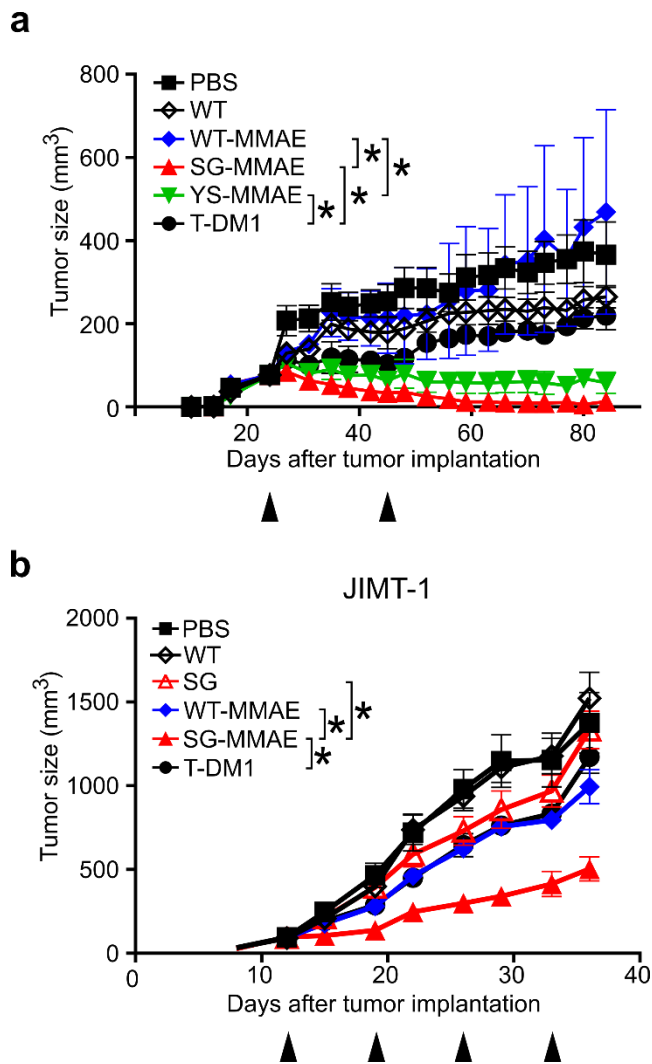 a
800
600
400
200
0
Tumor size (mm3)
PBS
WT
WT-MMAE
SG-MMAE
YS-MMAE
T-DM1
*
*
*
*
20
40
60
80
Days after tumor implantation
b
JIMT-1
2000
1500
1000
500
0
Tumor size (mm3)
PBS
WT
SG
WT-MMAE
SG-MMAE
T-DM1
*
*
*
0
10
20
30
40
Days after tumor implantation